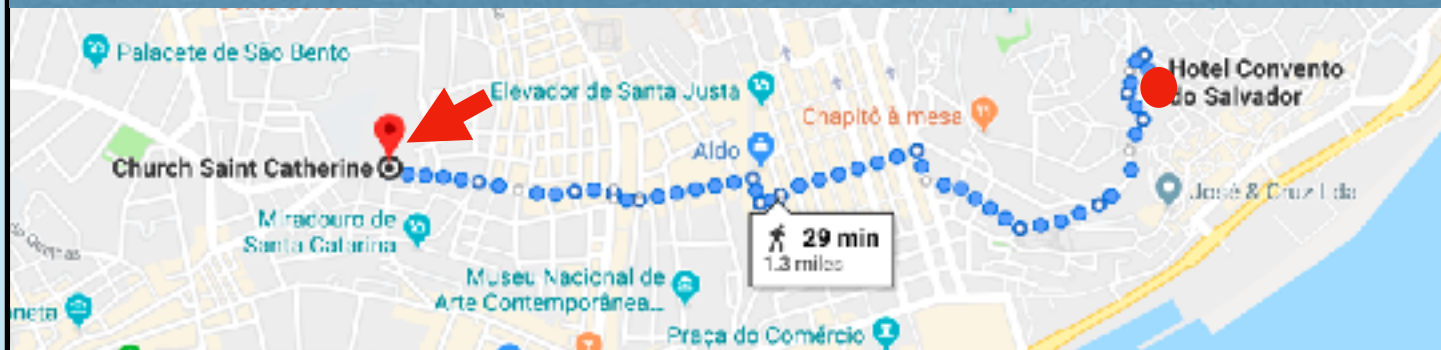 Palacete de São Bento
Elevador de Santa Justa
Hotel Convento
do Salvador
Chapitô à mesa
Aldo
Church Saint Catherine
José & Cruz Lda
Miradouro de
Santa Catarina
29 min
1.3 miles
Museu Nacional de
Arte Contemporânea...
neta
Praça do Comércio